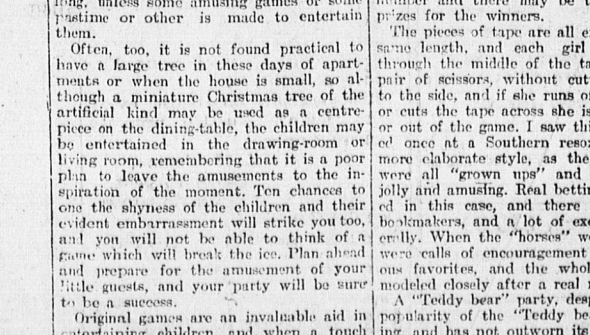 long, unless some amusing games or some
pastime or other is made to entertain
them.
Often, too, it is not found practical to
have a large tree in these days of apart-
ments or when the house is small, so al-
though a miniature Christmas tree of the
artificial kind may be used as a centre-
piece on the dining-table, the children may
be entertained in the drawing-room or
living room, remembering that it is a poor
plan to leave the amusements to the in-
spiration of the moment. Ten chances to
one the shyness of the children and their
evident embarrassment will strike you too,
and you will not be able to think of a
game which will break the ice. Plan ahead
and prepare for the amusement of your
little guests, and your party will be sure
to be a success.
Original games are an invaluable aid in
entertaining children, and when a touch
number and there may be
prizes for the winners.
The pieces of tape are all
same length, and each girl
through the middle of the
pair of scissors, without
to the side, and if she runs
or cuts the tape across she is
or out of the game. I saw
ed once at a Southern
more elaborate style, as the
were all "grown ups" and
jolly and amusing. Real
ed in this case, and there
bookmakers, and a lot of
erally. When the "horses"
were calls of encouragement
ous favorites, and the
modeled closely after a real
A "Teddy bear" party,
popularity of the "Teddy
ing and has not outworn its